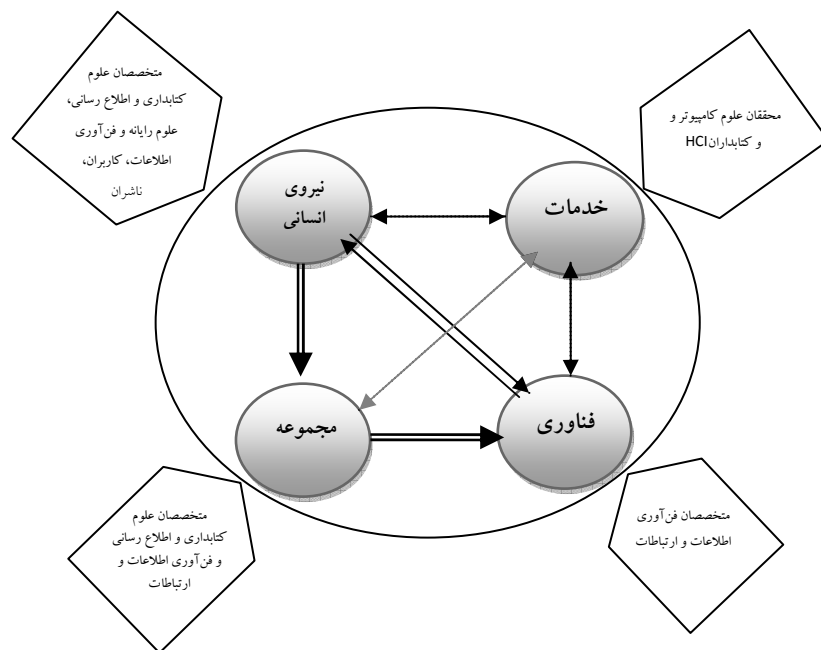 محققان علوم کامپیوتر و
و کتابداران HCI
متخصصان علوم
کتابداری و اطلاع رسانی،
علوم رایانه و فن‌آوری
اطلاعات، کاربران،
ناشران
خدمات
نیروی
انسانی
فناوری
مجموعه
متخصصان فن‌آوری
اطلاعات و ارتباطات
متخصصان علوم
کتابداری و اطلاع رسانی
و فن‌آوری اطلاعات و
ارتباطات